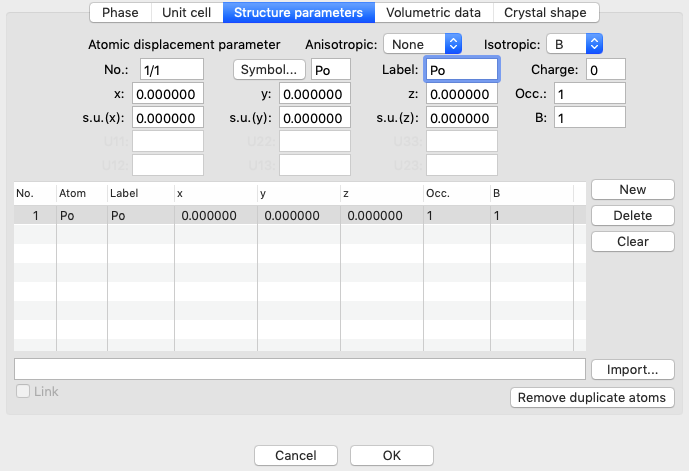 Phase Unit cell Structure parameters Volumetric data Crystal shape
Atomic displacement parameter Anisotropic: None Isotropic: B
No.: 1/1 Symbol... Po Label: Po Charge: 0
x: 0.000000 y: 0.000000 z: 0.000000 Occ.: 1
s.u.(x): 0.000000 s.u.(y): 0.000000 s.u.(z): 0.000000 B: 1
U11: U22: U33:
U12: U13: U23:
No. Atom Label x y z Occ. B New
1 Po Po 0.000000 0.000000 0.000000 1 1 Delete
Clear
Import...
Link
Remove duplicate atoms
Cancel OK